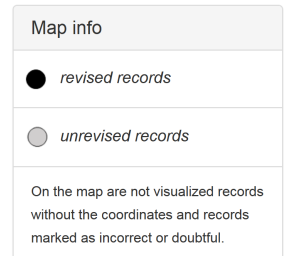 Map info
revised records
unrevised records
On the map are not visualized records
without the coordinates and records
marked as incorrect or doubtful.